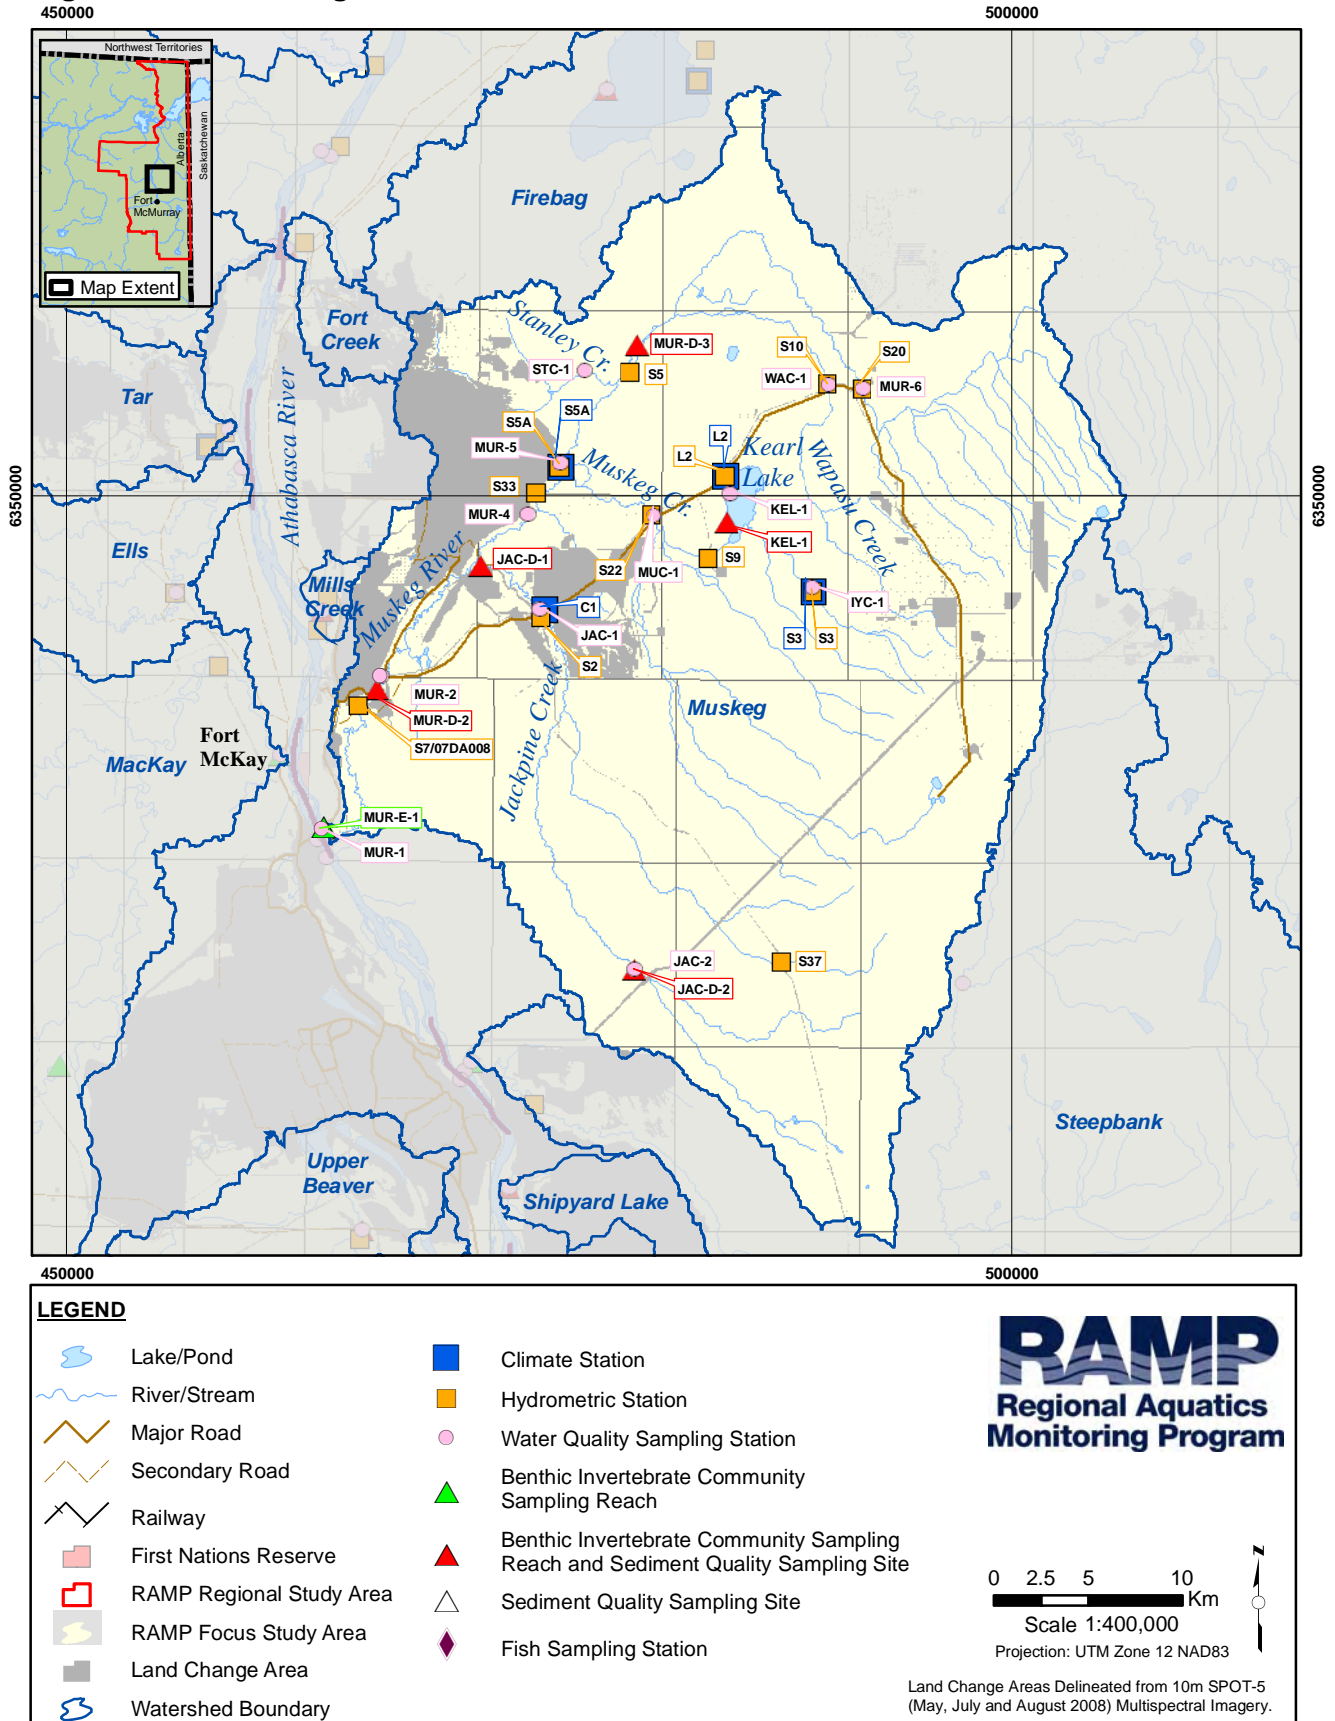 450000
500000
Northwest Territories
Alberta
Saskatchewan
Fort
McMurray
Map Extent
Firebag
Fort
Creek
Stanley Cr.
MUR-D-3
STC-1
S5
S10
S20
WAC-1
MUR-6
Tar
Athabasca River
S5A
S5A
MUR-5
L2
L2
Kearl
Lake
Muskeg Cr.
Wapasu Creek
6350000
6350000
S33
MUR-4
KEL-1
KEL-1
Ells
JAC-D-1
S22
MUC-1
S9
Mills
Creek
Muskeg River
C1
JAC-1
IYC-1
S3
S3
S2
MUR-2
MUR-D-2
Muskeg
Jackpine Creek
S7/07DA008
Fort
McKay
MacKay
MUR-E-1
MUR-1
JAC-2
JAC-D-2
S37
Steepbank
Upper
Beaver
Shipyard Lake
450000
500000
LEGEND
Lake/Pond
River/Stream
Major Road
Secondary Road
Railway
First Nations Reserve
RAMP Regional Study Area
RAMP Focus Study Area
Land Change Area
Watershed Boundary
Climate Station
Hydrometric Station
Water Quality Sampling Station
Benthic Invertebrate Community
Sampling Reach
Benthic Invertebrate Community Sampling
Reach and Sediment Quality Sampling Site
Sediment Quality Sampling Site
Fish Sampling Station
RAMP
Regional Aquatics
Monitoring Program
N
0 2.5 5 10
Km
Scale 1:400,000
Projection: UTM Zone 12 NAD83
Land Change Areas Delineated from 10m SPOT-5
(May, July and August 2008) Multispectral Imagery.